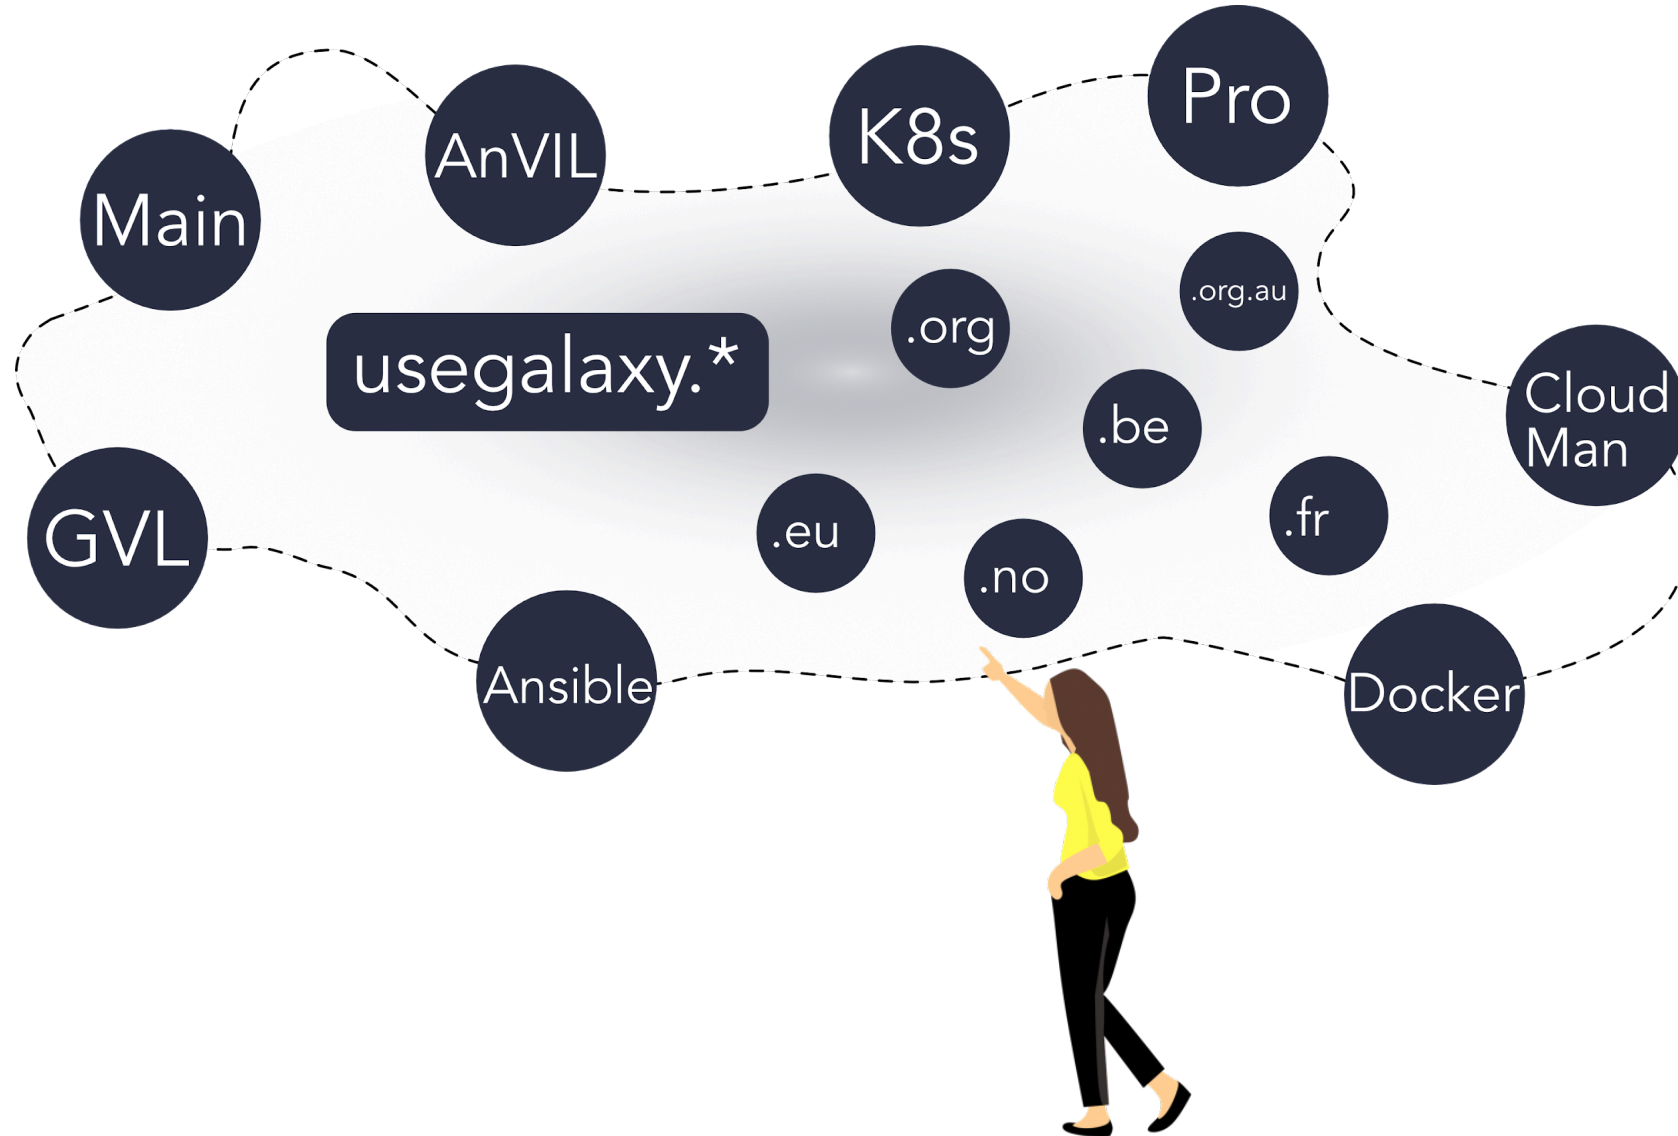 Pro
K8s
AnVIL
Main
.org.au
.org
usegalaxy.*
Cloud
Man
.be
.fr
.eu
GVL
.no
Ansible
Docker